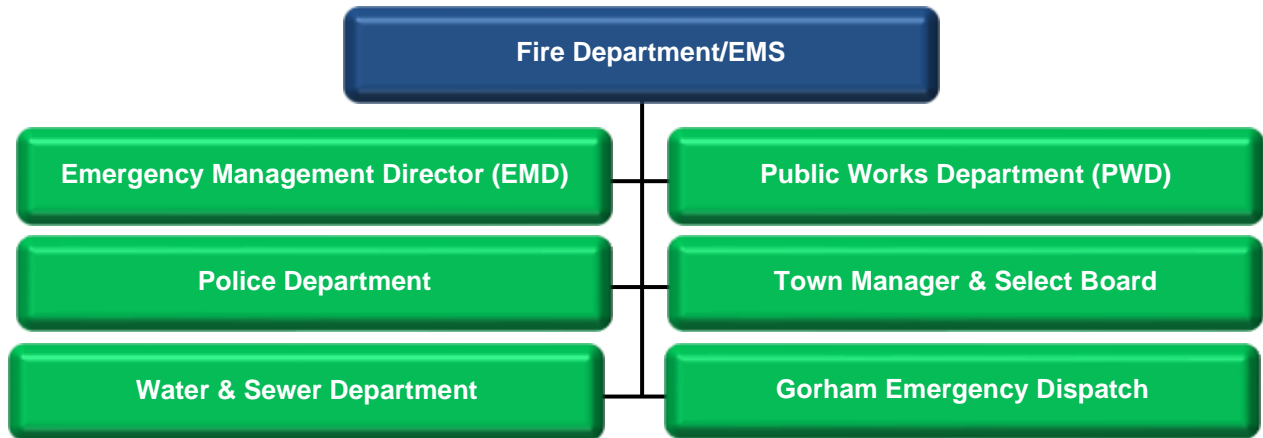 Fire Department/EMS
Emergency Management Director (EMD)
Public Works Department (PWD)
Police Department
Town Manager & Select Board
Water & Sewer Department
Gorham Emergency Dispatch